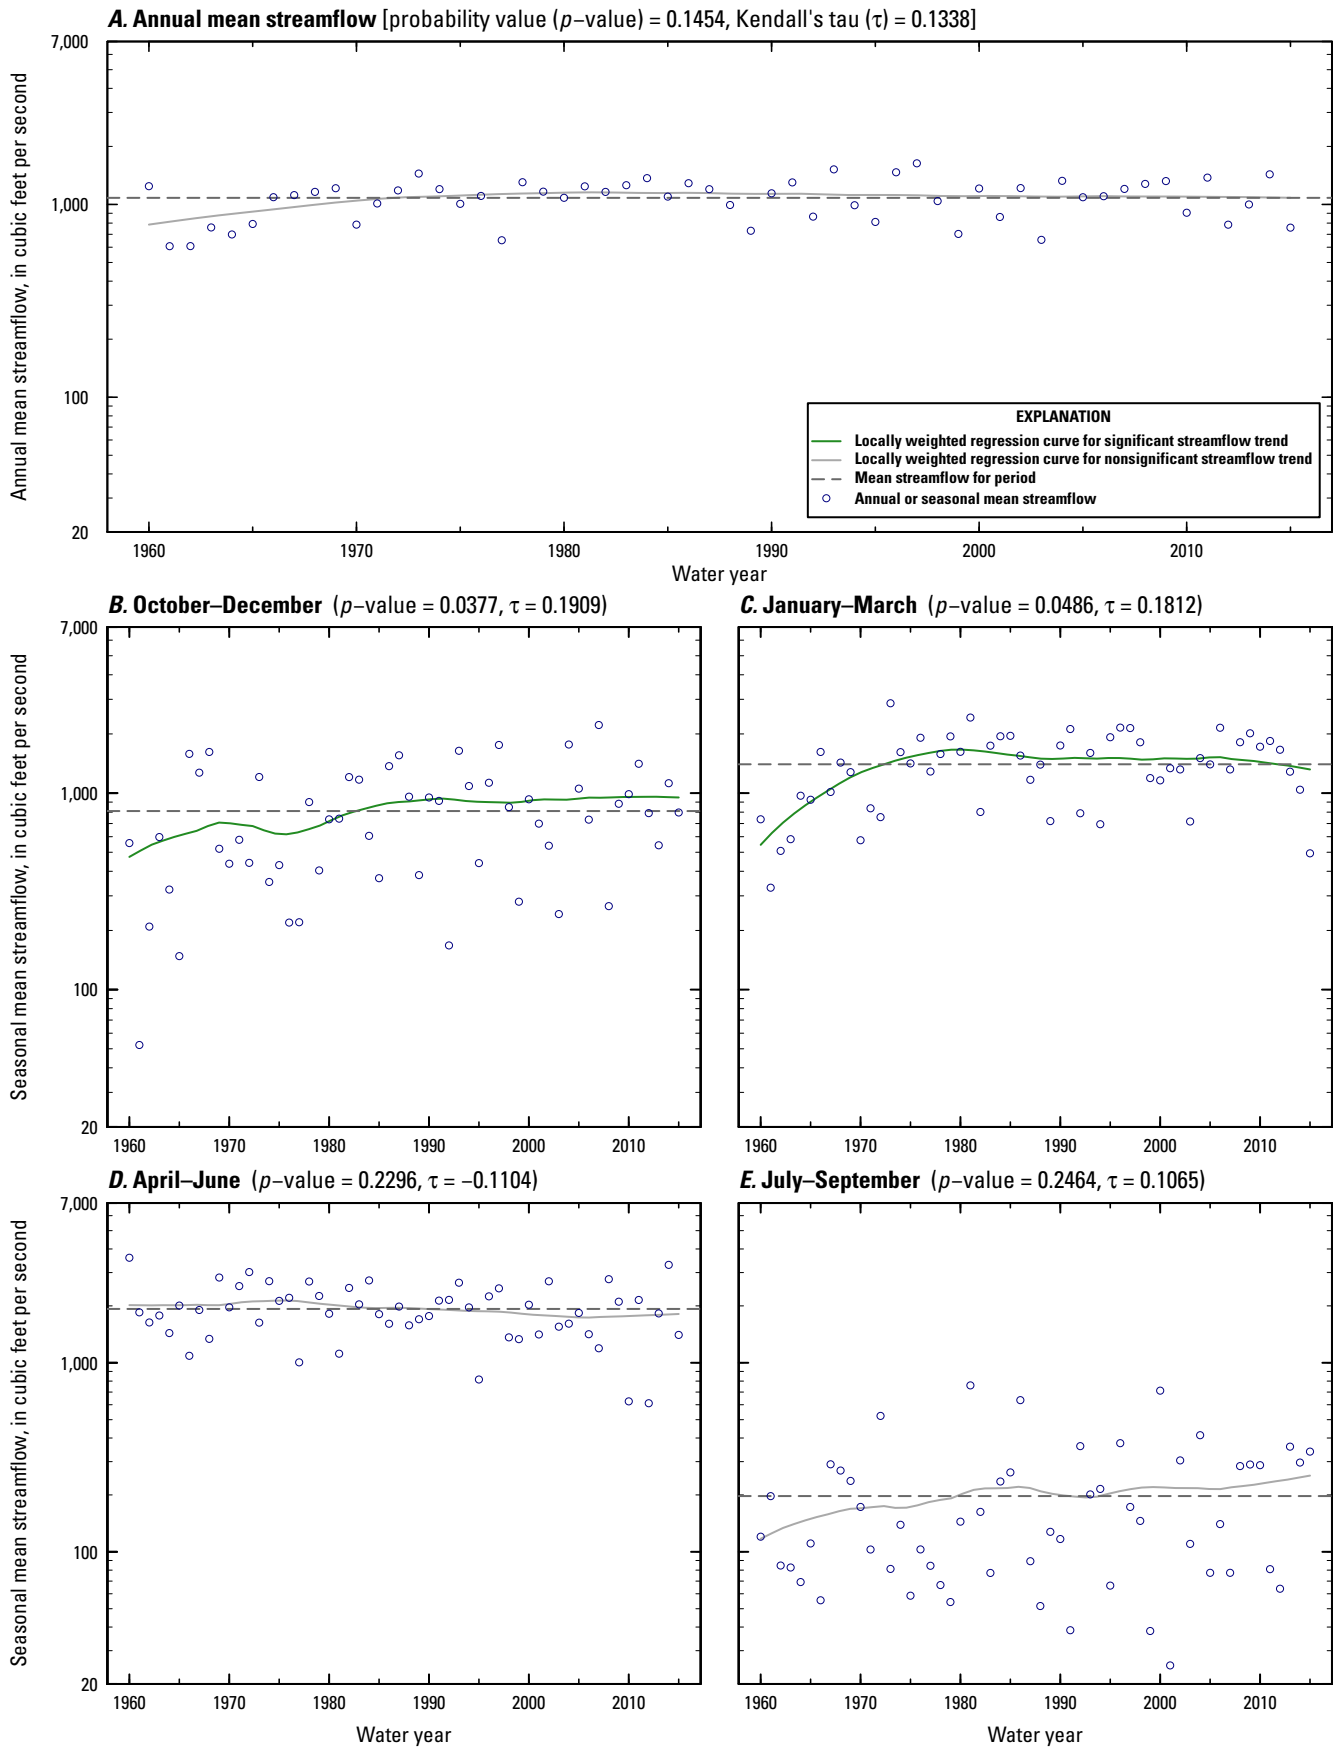 A. Annual mean streamflow [probability value (p–value) = 0.1454, Kendall's tau (τ) = 0.1338]
Annual mean streamflow, in cubic feet per second
7,000
1,000
100
20
EXPLANATION
Locally weighted regression curve for significant streamflow trend
Locally weighted regression curve for nonsignificant streamflow trend
Mean streamflow for period
Annual or seasonal mean streamflow
1960 1970 1980 1990 2000 2010
Water year
B. October–December (p–value = 0.0377, τ = 0.1909)
Seasonal mean streamflow, in cubic feet per second
7,000
1,000
100
20
1960 1970 1980 1990 2000 2010
C. January–March (p–value = 0.0486, τ = 0.1812)
1960 1970 1980 1990 2000 2010
D. April–June (p–value = 0.2296, τ = –0.1104)
Seasonal mean streamflow, in cubic feet per second
7,000
1,000
100
20
1960 1970 1980 1990 2000 2010
Water year
E. July–September (p–value = 0.2464, τ = 0.1065)
1960 1970 1980 1990 2000 2010
Water year